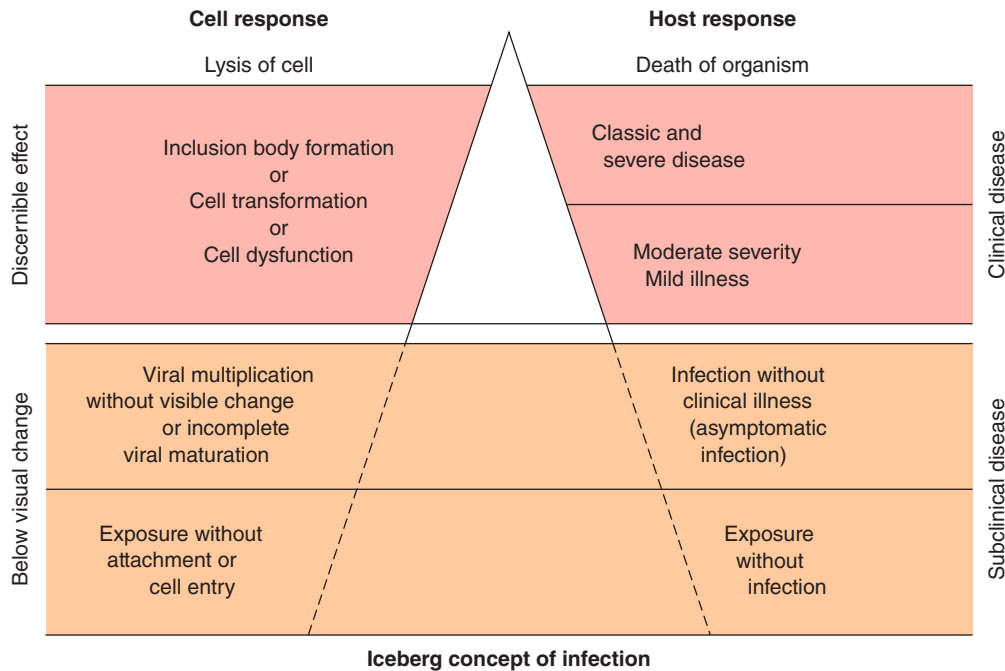 Cell response
Host response
Lysis of cell
Death of organism
Discernible effect
Inclusion body formation
or
Cell transformation
or
Cell dysfunction
Classic and
severe disease
Moderate severity
Mild illness
Clinical disease
Below visual change
Viral multiplication
without visible change
or incomplete
viral maturation
Infection without
clinical illness
(asymptomatic
infection)
Exposure without
attachment or
cell entry
Exposure
without
infection
Subclinical disease
Iceberg concept of infection